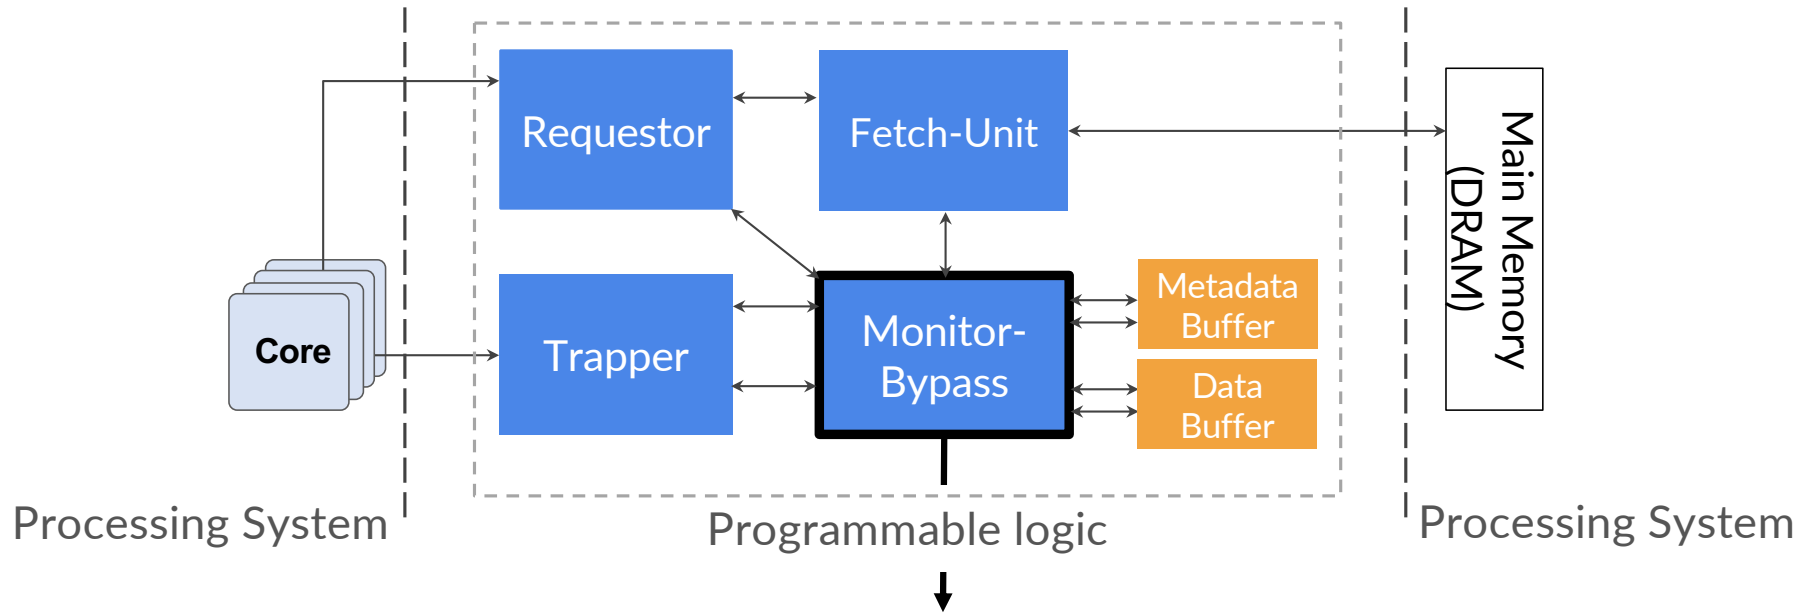 Requestor
Fetch-Unit
Main Memory
(DRAM)
Core
Trapper
Monitor-
Bypass
Metadata
Buffer
Data
Buffer
Processing System
Programmable logic
Processing System